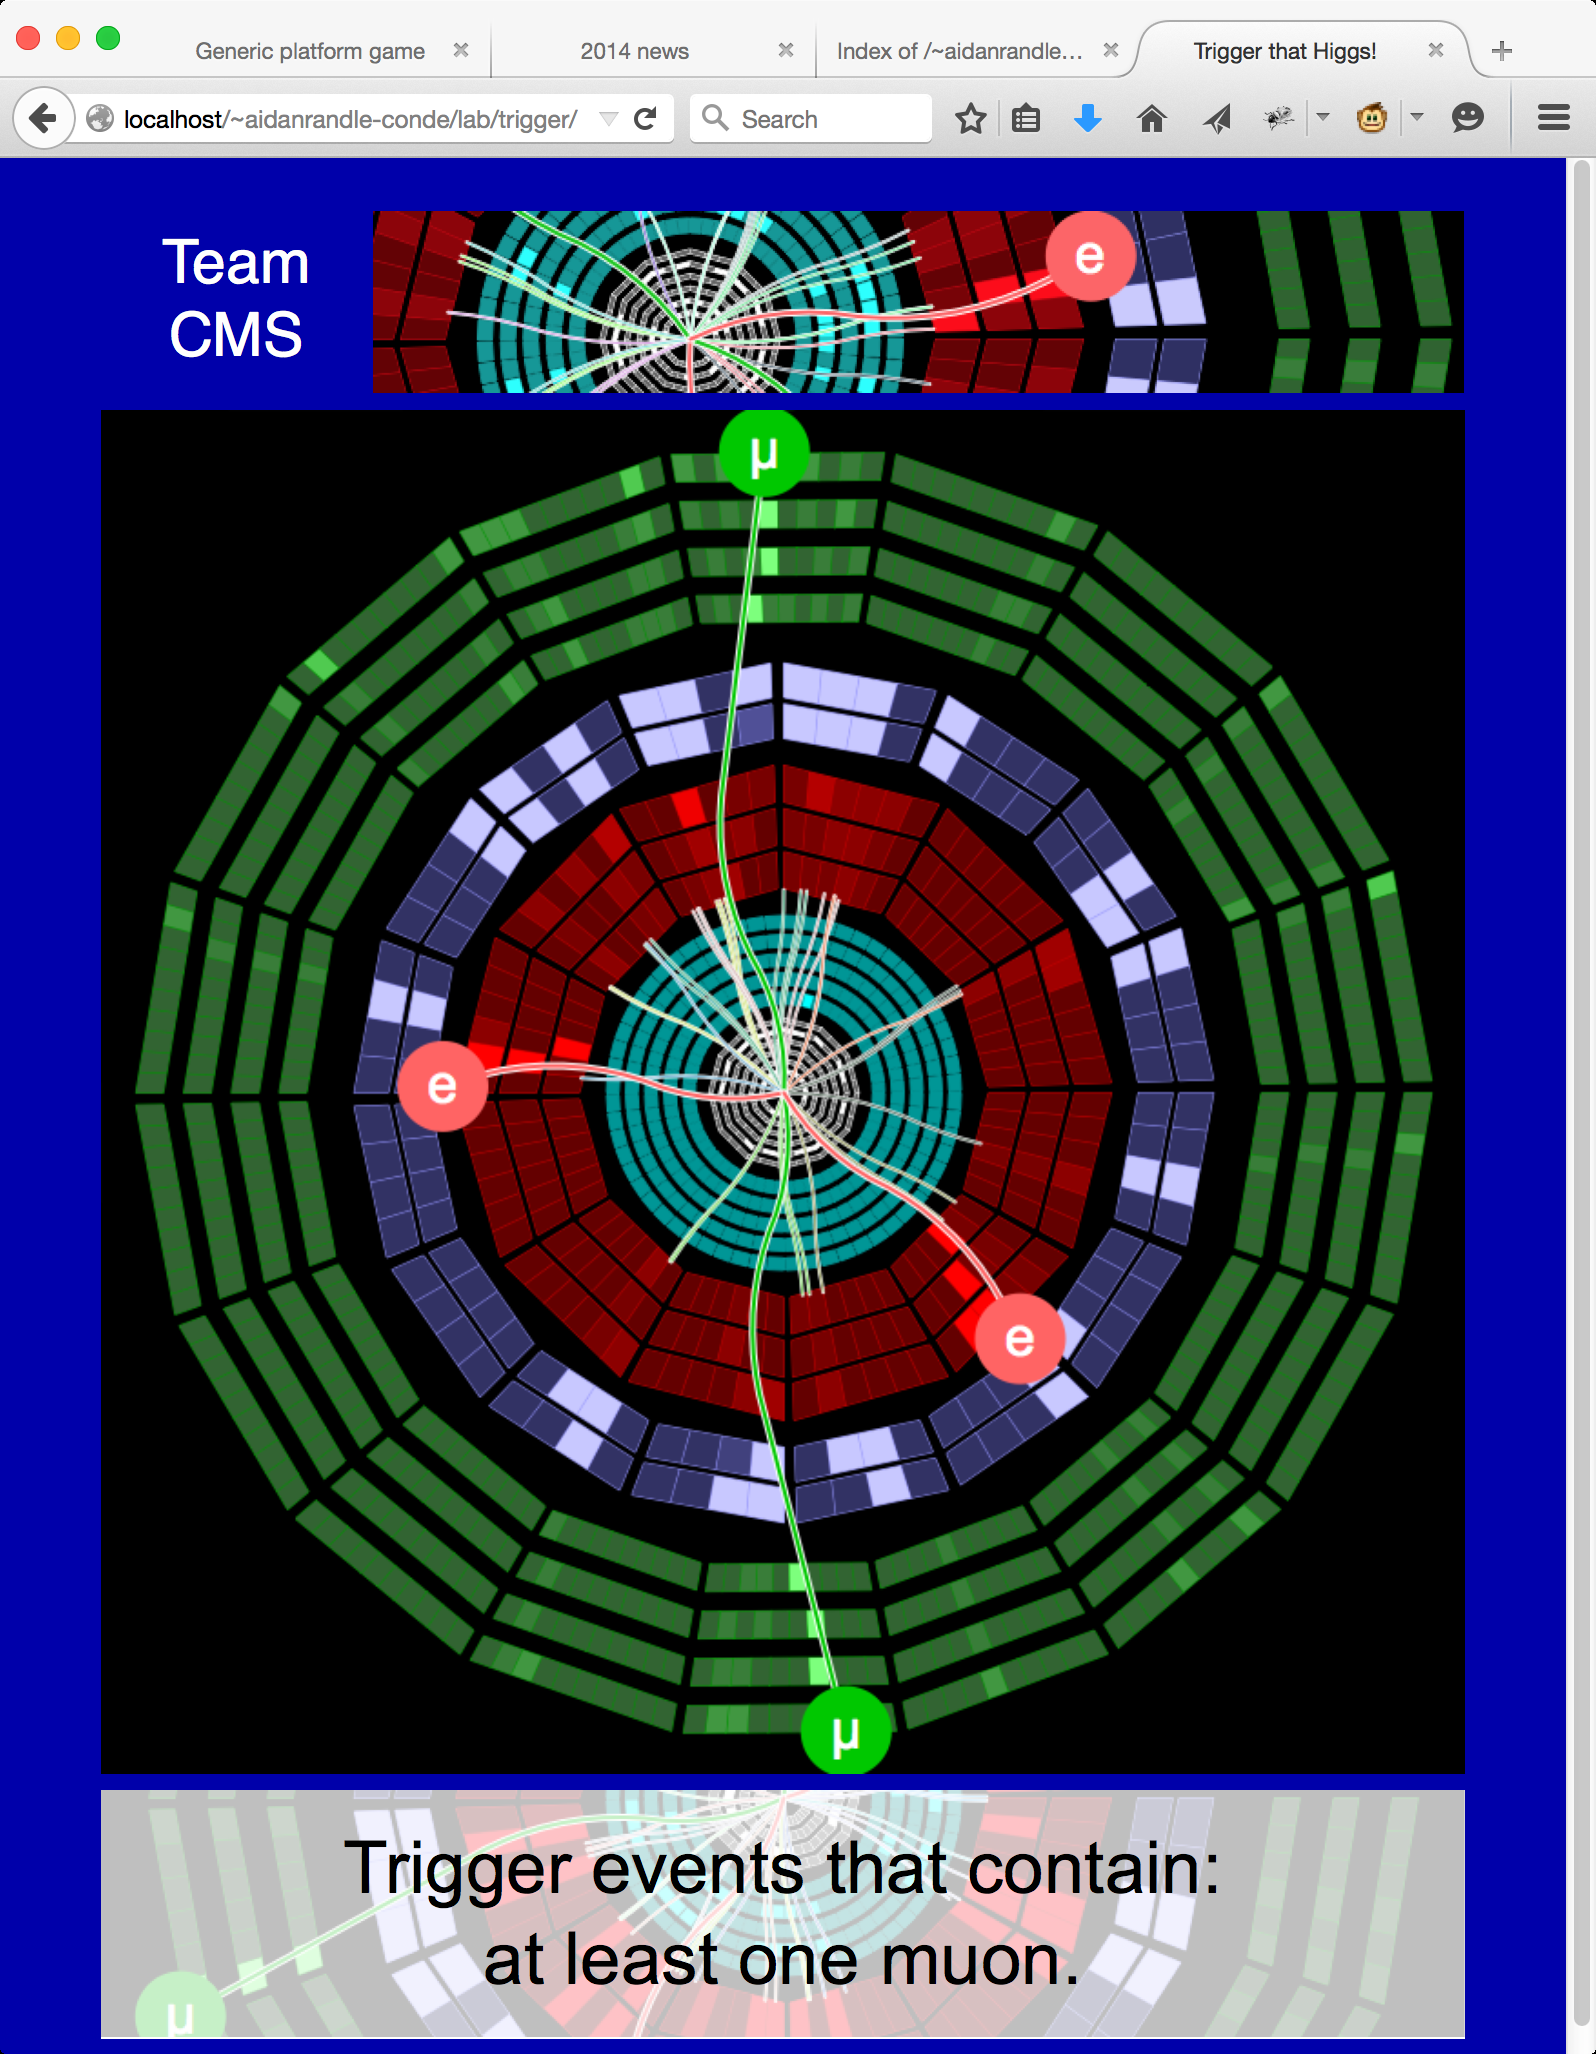 Generic platform game
2014 news
Index of /~aidanrandle...
Trigger that Higgs!
localhost/~aidanrandle-conde/lab/trigger/
Search
Team
CMS
e
µ
e
e
µ
Trigger events that contain:
at least one muon.
µ